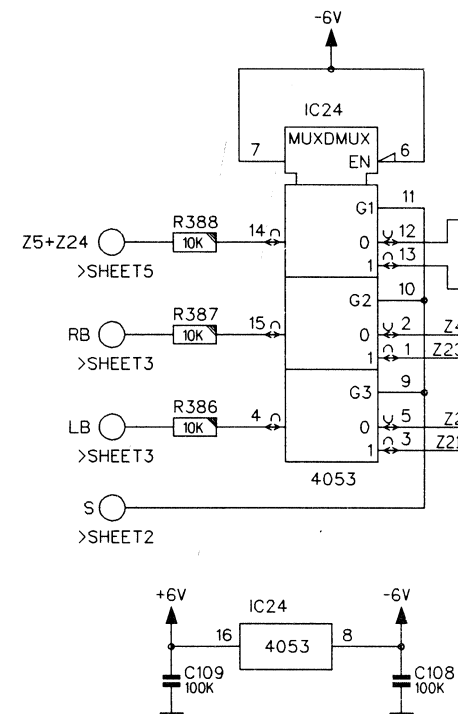 -6V
IC24
MUXDMUX
7
EN
6
11
G1
R388
14
12
Z5+Z24
10K
0
13
1
>SHEET5
10
G2
R387
15
2
Z4
RB
10K
0
1
Z23
1
>SHEET3
9
G3
R386
4
5
LB
10K
0
3
1
>SHEET3
4053
S
>SHEET2
+6V
-6V
IC24
16
4053
8
C109
100K
C108
100K